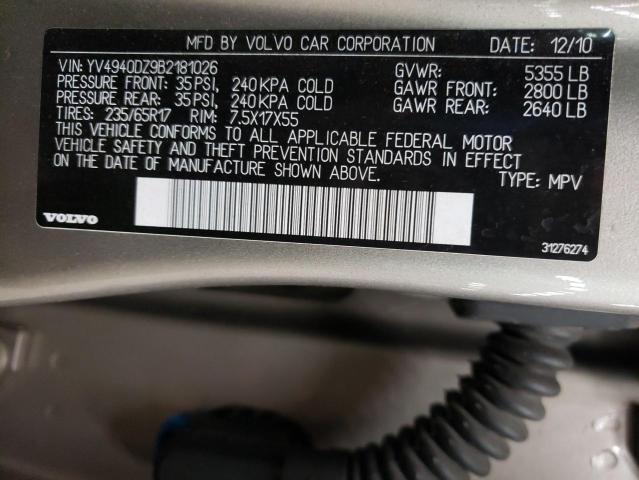 MFD BY VOLVO CAR CORPORATION DATE: 12/10
VIN: YV4940DZ9B2181026 GVWR: 5355 LB
PRESSURE FRONT: 35 PSI, 240 KPA COLD GAWR FRONT: 2800 LB
PRESSURE REAR: 35 PSI, 240 KPA COLD GAWR REAR: 2640 LB
TIRES: 235/65R17 RIM: 7.5X17X55
THIS VEHICLE CONFORMS TO ALL APPLICABLE FEDERAL MOTOR
VEHICLE SAFETY AND THEFT PREVENTION STANDARDS IN EFFECT
ON THE DATE OF MANUFACTURE SHOWN ABOVE.
TYPE: MPV
VOLVO
31276274